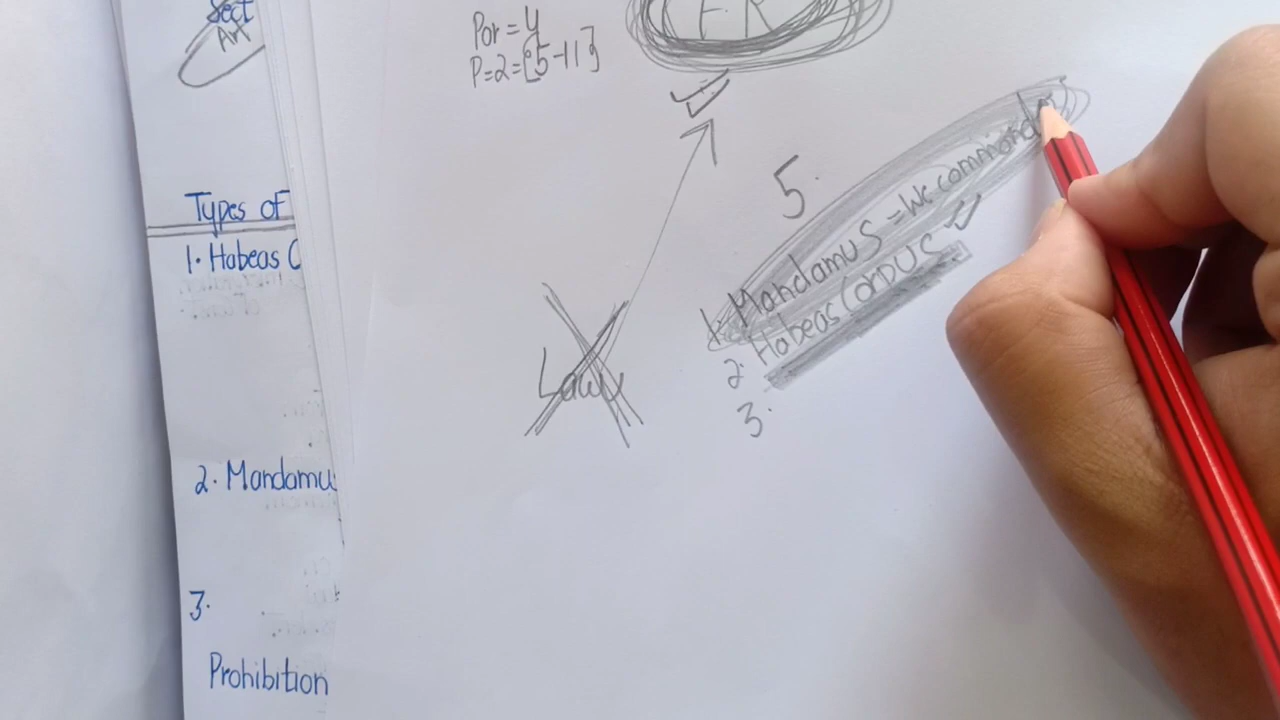 Sect
Art
Types of
1. Habeas C
2. Mandamus
3.
Prohibition
Por = 4
P=2=[5-11]
F.R
Law
5.
1. Mandamus = We command
2. Habeas Corpus
3.